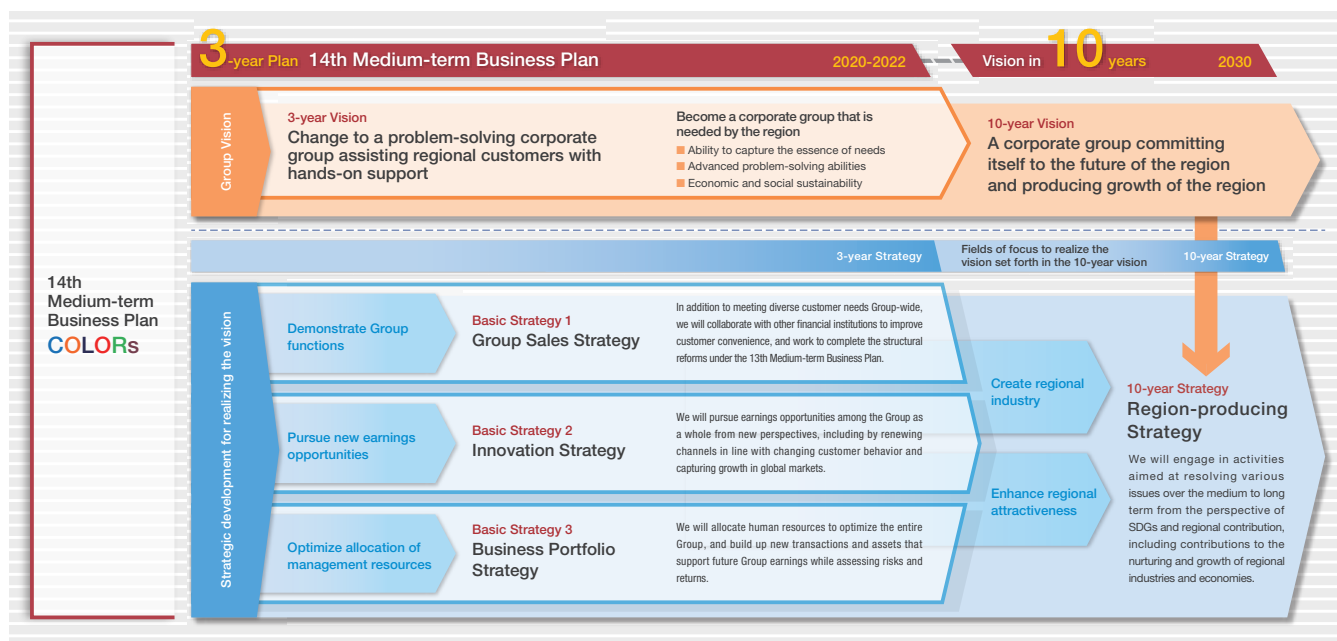 14th
Medium-term
Business Plan
COLORs
3-year Plan 14th Medium-term Business Plan 2020-2022
Vision in 10 years 2030
Group Vision
3-year Vision
Change to a problem-solving corporate
group assisting regional customers with
hands-on support
Become a corporate group that is
needed by the region
■ Ability to capture the essence of needs
■ Advanced problem-solving abilities
■ Economic and social sustainability
10-year Vision
A corporate group committing
itself to the future of the region
and producing growth of the region
3-year Strategy
Fields of focus to realize the
vision set forth in the 10-year vision
10-year Strategy
Strategic development for realizing the vision
Demonstrate Group
functions
Basic Strategy 1
Group Sales Strategy
In addition to meeting diverse customer needs Group-wide,
we will collaborate with other financial institutions to improve
customer convenience, and work to complete the structural
reforms under the 13th Medium-term Business Plan.
Pursue new earnings
opportunities
Basic Strategy 2
Innovation Strategy
We will pursue earnings opportunities among the Group as
a whole from new perspectives, including by renewing
channels in line with changing customer behavior and
capturing growth in global markets.
Optimize allocation of
management resources
Basic Strategy 3
Business Portfolio
Strategy
We will allocate human resources to optimize the entire
Group, and build up new transactions and assets that
support future Group earnings while assessing risks and
returns.
Create regional
industry
Enhance regional
attractiveness
10-year Strategy
Region-producing
Strategy
We will engage in activities
aimed at resolving various
issues over the medium to long
term from the perspective of
SDGs and regional contribution,
including contributions to the
nurturing and growth of regional
industries and economies.